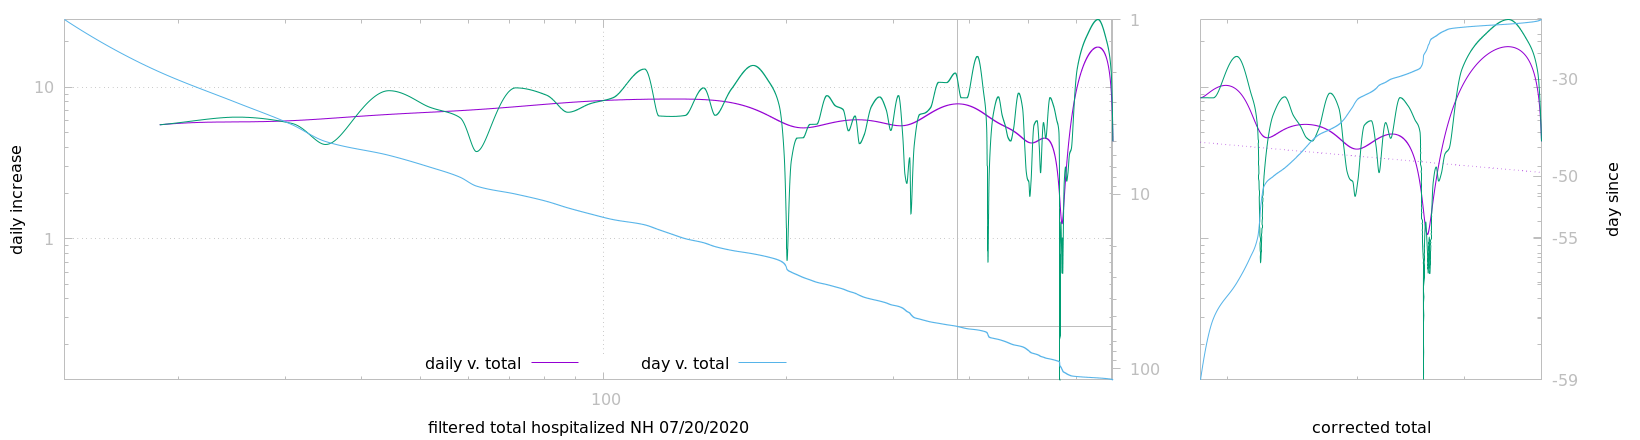 daily increase
10
1
100
filtered total hospitalized NH 07/20/2020
daily v. total
day v. total
1
10
100
-30
-50
-55
-59
day since
corrected total